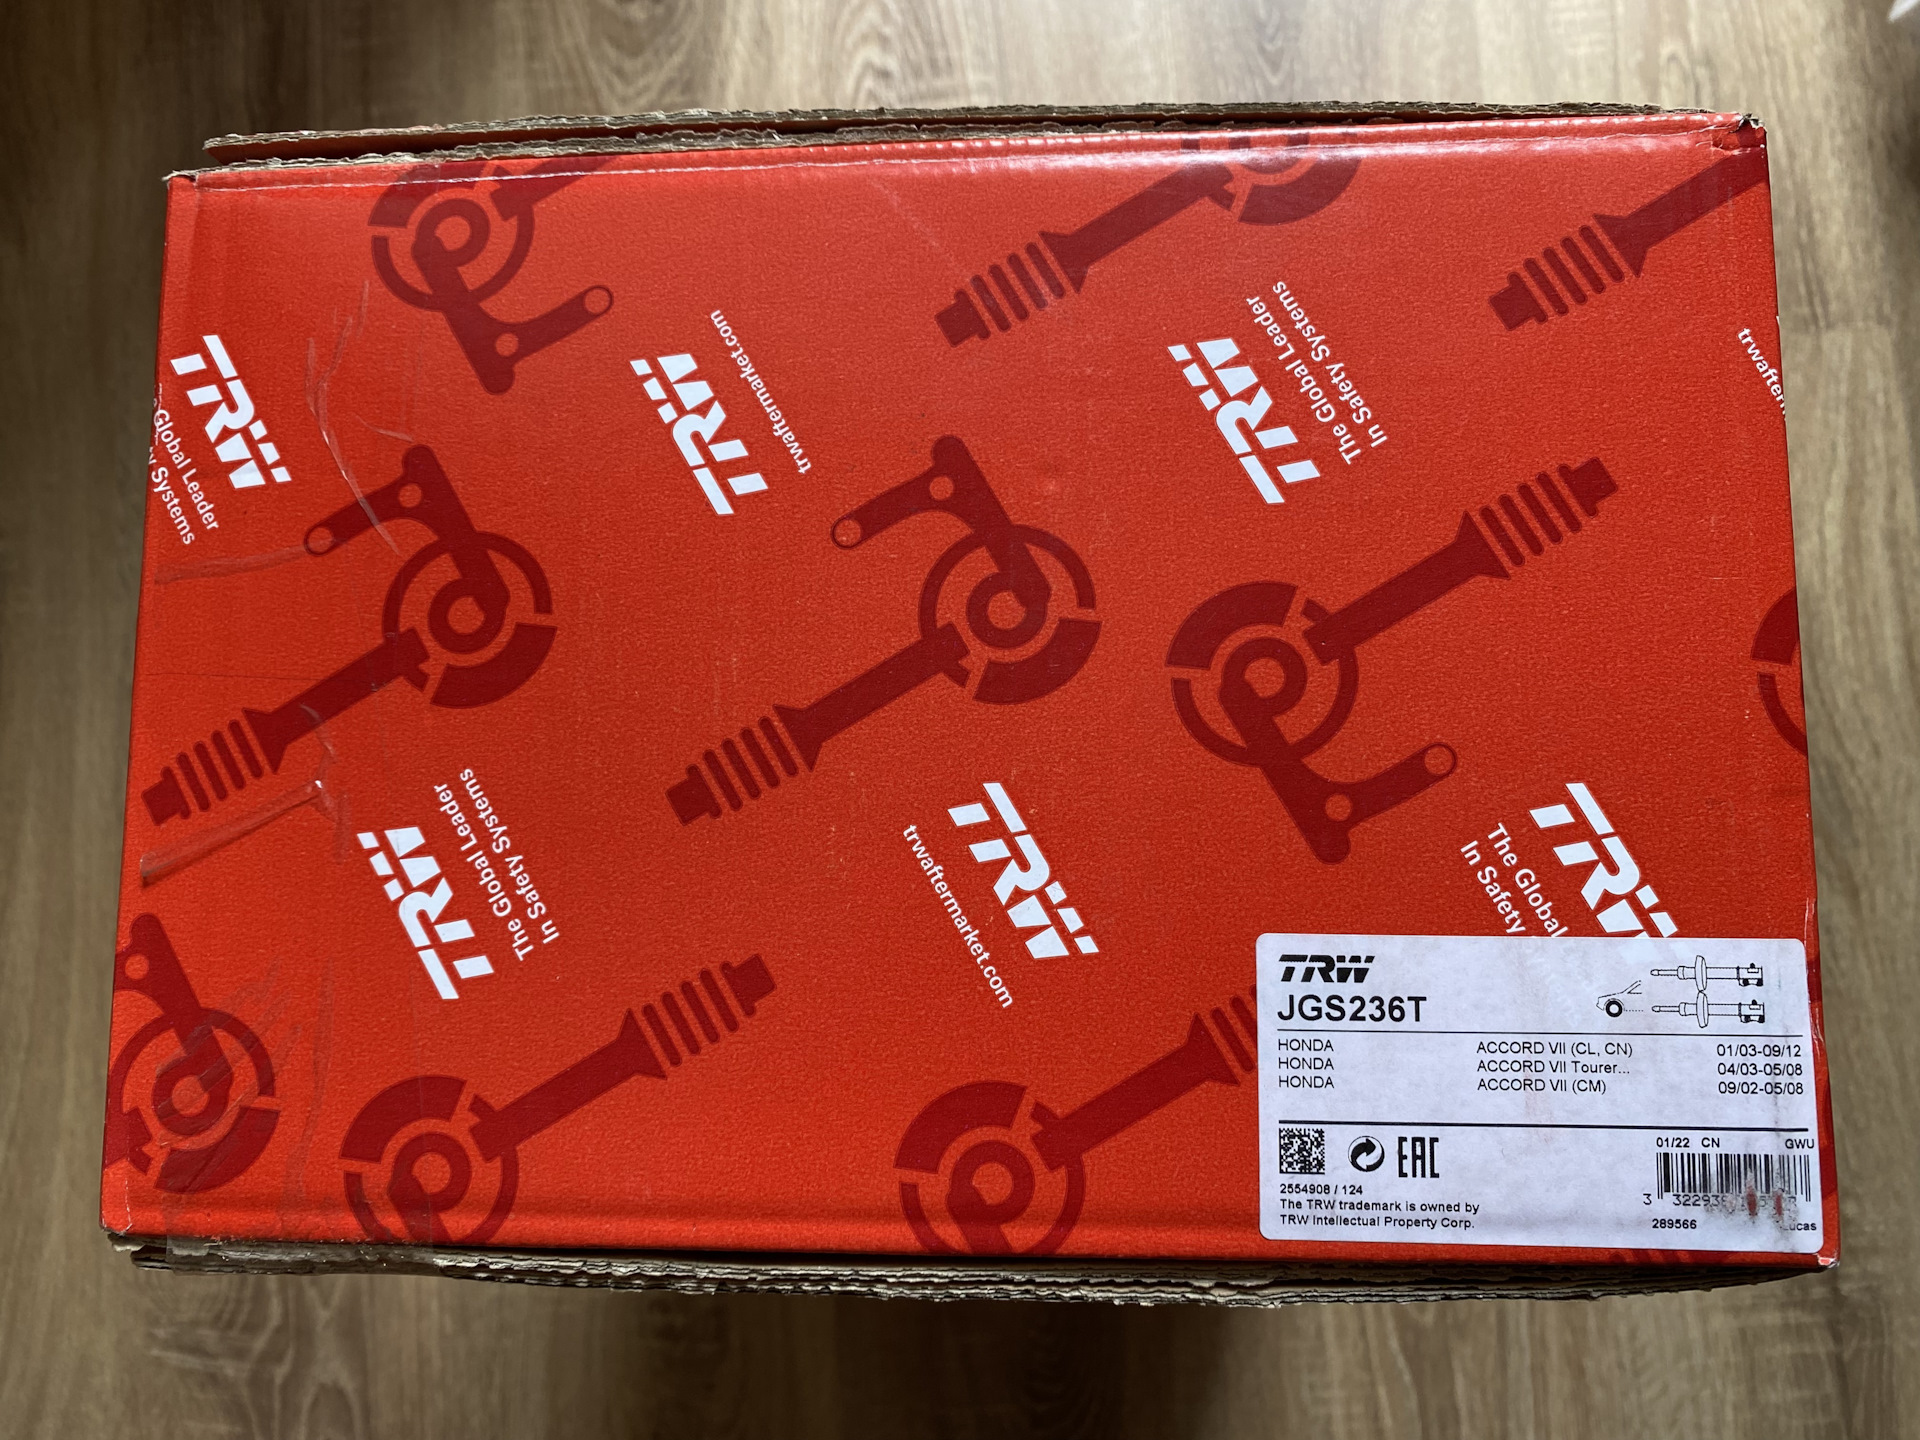 TRW
Global Leader
Systems
TRW
trwaftermarket.com
TRW
The Global Leader
In Safety Systems
TRW
The Global Leader
In Safety Systems
TRW
trwaftermarket.com
TRW
The Global
In Safety
TRW
JGS236T
HONDA ACCORD VII (CL, CN) 01/03-09/12
HONDA ACCORD VII Tourer... 04/03-05/08
HONDA ACCORD VII (CM) 09/02-05/08
EAC
01/22 CN GWU
2554908 / 124
The TRW trademark is owned by
TRW Intellectual Property Corp.
289566